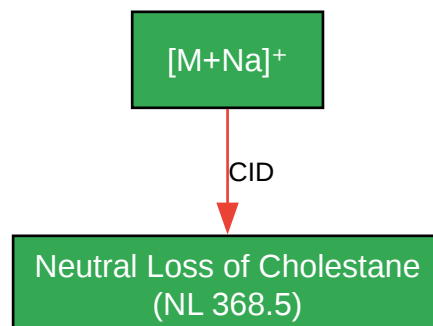 [M+Na]⁺
CID
Neutral Loss of Cholestane
(NL 368.5)